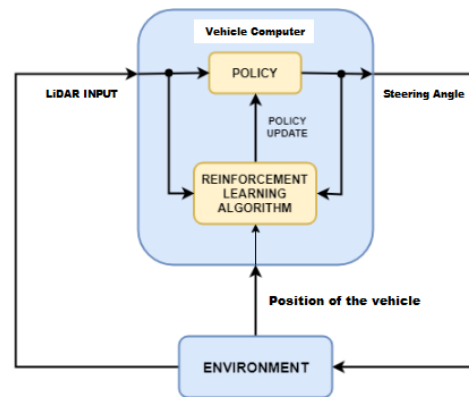 Vehicle Computer
POLICY
LiDAR INPUT
Steering Angle
POLICY
UPDATE
REINFORCEMENT
LEARNING
ALGORITHM
Position of the vehicle
ENVIRONMENT